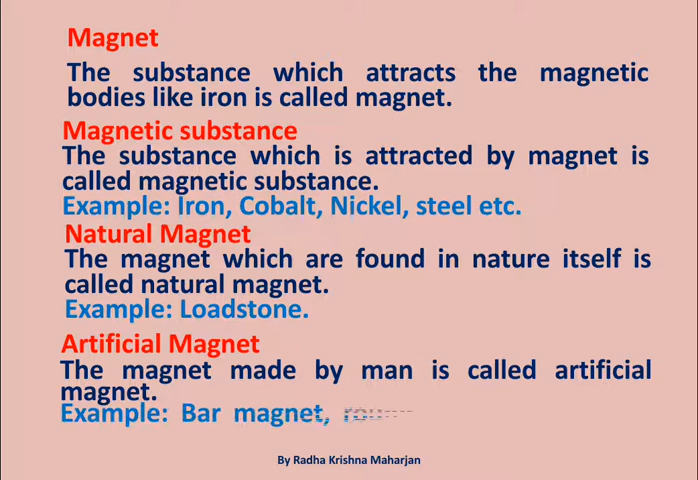 Magnet
The substance which attracts the magnetic
bodies like iron is called magnet.
Magnetic substance
The substance which is attracted by magnet is
called magnetic substance.
Example: Iron, Cobalt, Nickel, steel etc.
Natural Magnet
The magnet which are found in nature itself is
called natural magnet.
Example: Loadstone.
Artificial Magnet
The magnet made by man is called artificial
magnet.
Example: Bar magnet,
By Radha Krishna Maharjan